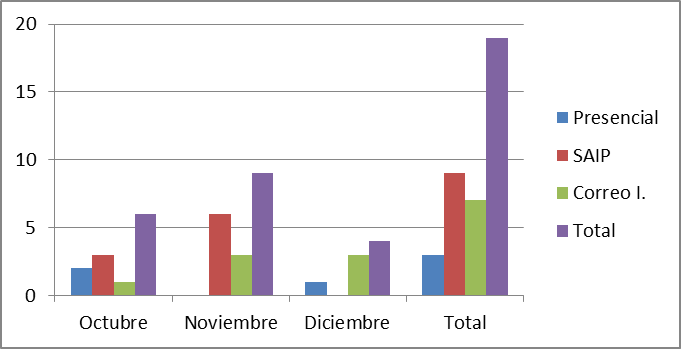 20
15
10
5
0
Octubre Noviembre Diciembre Total
Presencial
SAIP
Correo I.
Total